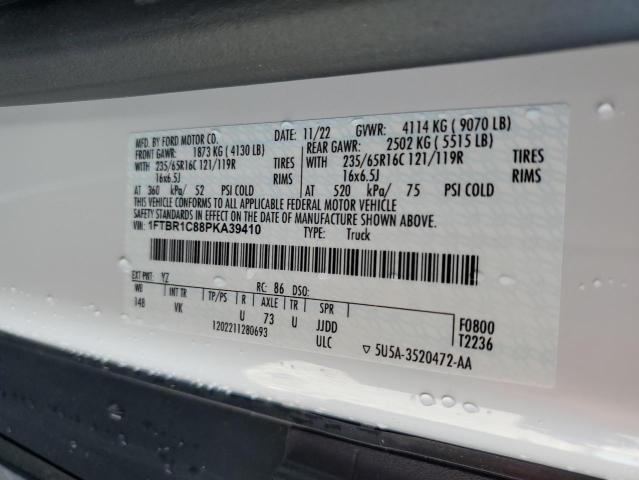 MFD. BY FORD MOTOR CO. DATE: 11/22 GVWR: 4114 KG ( 9070 LB)
FRONT GAWR: 1873 KG ( 4130 LB) REAR GAWR: 2502 KG ( 5515 LB)
WITH 235/65R16C 121/119R TIRES WITH 235/65R16C 121/119R TIRES
16x6.5J RIMS 16x6.5J RIMS
AT 360 kPa/ 52 PSI COLD AT 520 kPa/ 75 PSI COLD
THIS VEHICLE CONFORMS TO ALL APPLICABLE FEDERAL MOTOR VEHICLE
SAFETY STANDARDS IN EFFECT ON THE DATE OF MANUFACTURE SHOWN ABOVE.
VIN: 1FTBR1C88PKA39410 TYPE: Truck
EXT PNT: YZ RC: 86 DSO:
WB TR TP/PS R AXLE TR SPR
148 VK U 73 U JJDD F0800
1202211280693 ULC ▽ 5U5A-3520472-AA T2236